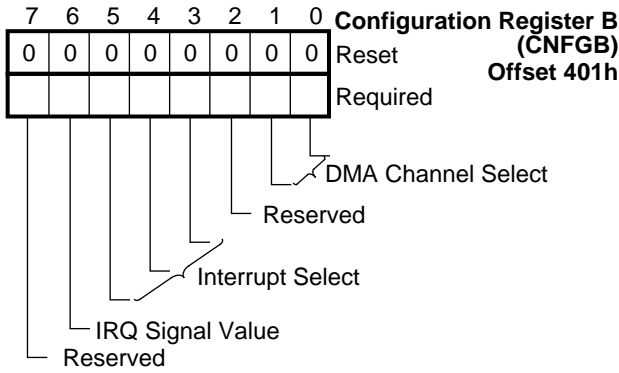 7 6 5 4 3 2 1 0 Configuration Register B
(CNFGB)
0 0 0 0 0 0 0 0 Reset
Offset 401h
Required
DMA Channel Select
Reserved
Interrupt Select
IRQ Signal Value
Reserved